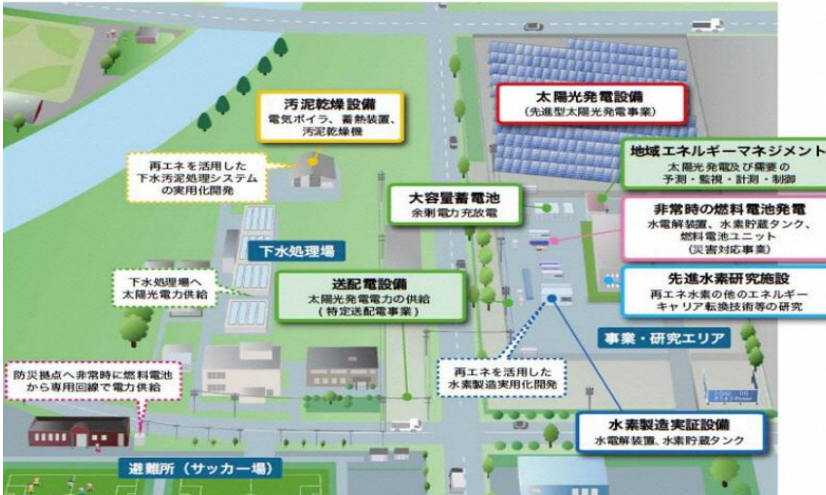 太陽光発電設備
(先進型太陽光発電事業)
汚泥乾燥設備
電気ボイラ、蓄熱装置、
汚泥乾燥機
地域エネルギーマネジメント
太陽光発電及び需要の
予測・監視・計測・制御
再エネを活用した
下水汚泥処理システム
の実用化開発
大容量蓄電池
余剰電力充放電
非常時の燃料電池発電
水電解装置、水素貯蔵タンク、
燃料電池ユニット
(災害対応事業)
下水処理場
下水処理場へ
太陽光電力供給
送配電設備
太陽光発電電力の供給
(特定送配電事業)
先進水素研究施設
再エネ水素の他のエネルギー
キャリア転換技術等の研究
事業・研究エリア
防災拠点へ非常時に燃料電池
から専用回線で電力供給
再エネを活用した
水素製造実用化開発
水素製造実証設備
水電解装置、水素貯蔵タンク
避難所(サッカー場)